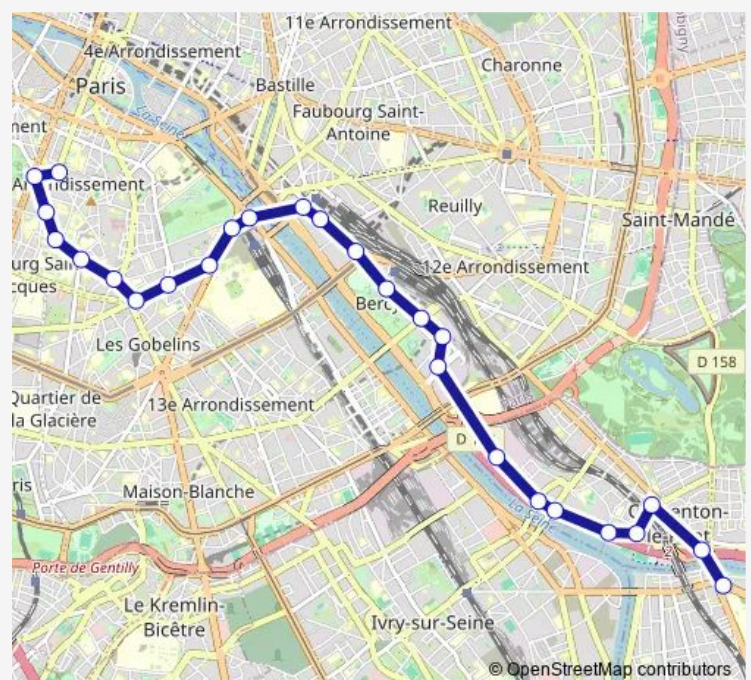 11e Arrondissement
4e Arrondissement
Charonne
Paris
Bastille
La Seine
Faubourg Saint-
Antoine
Reuilly
Saint-Mandé
12e Arrondissement
Les Gobelins
D 158
Quartier de
la Glacière
13e Arrondissement
Maison-Blanche
La Seine
Porte de Gentilly
Le Kremlin-
Bicêtre
Ivry-sur-Seine
© OpenStreetMap contributors